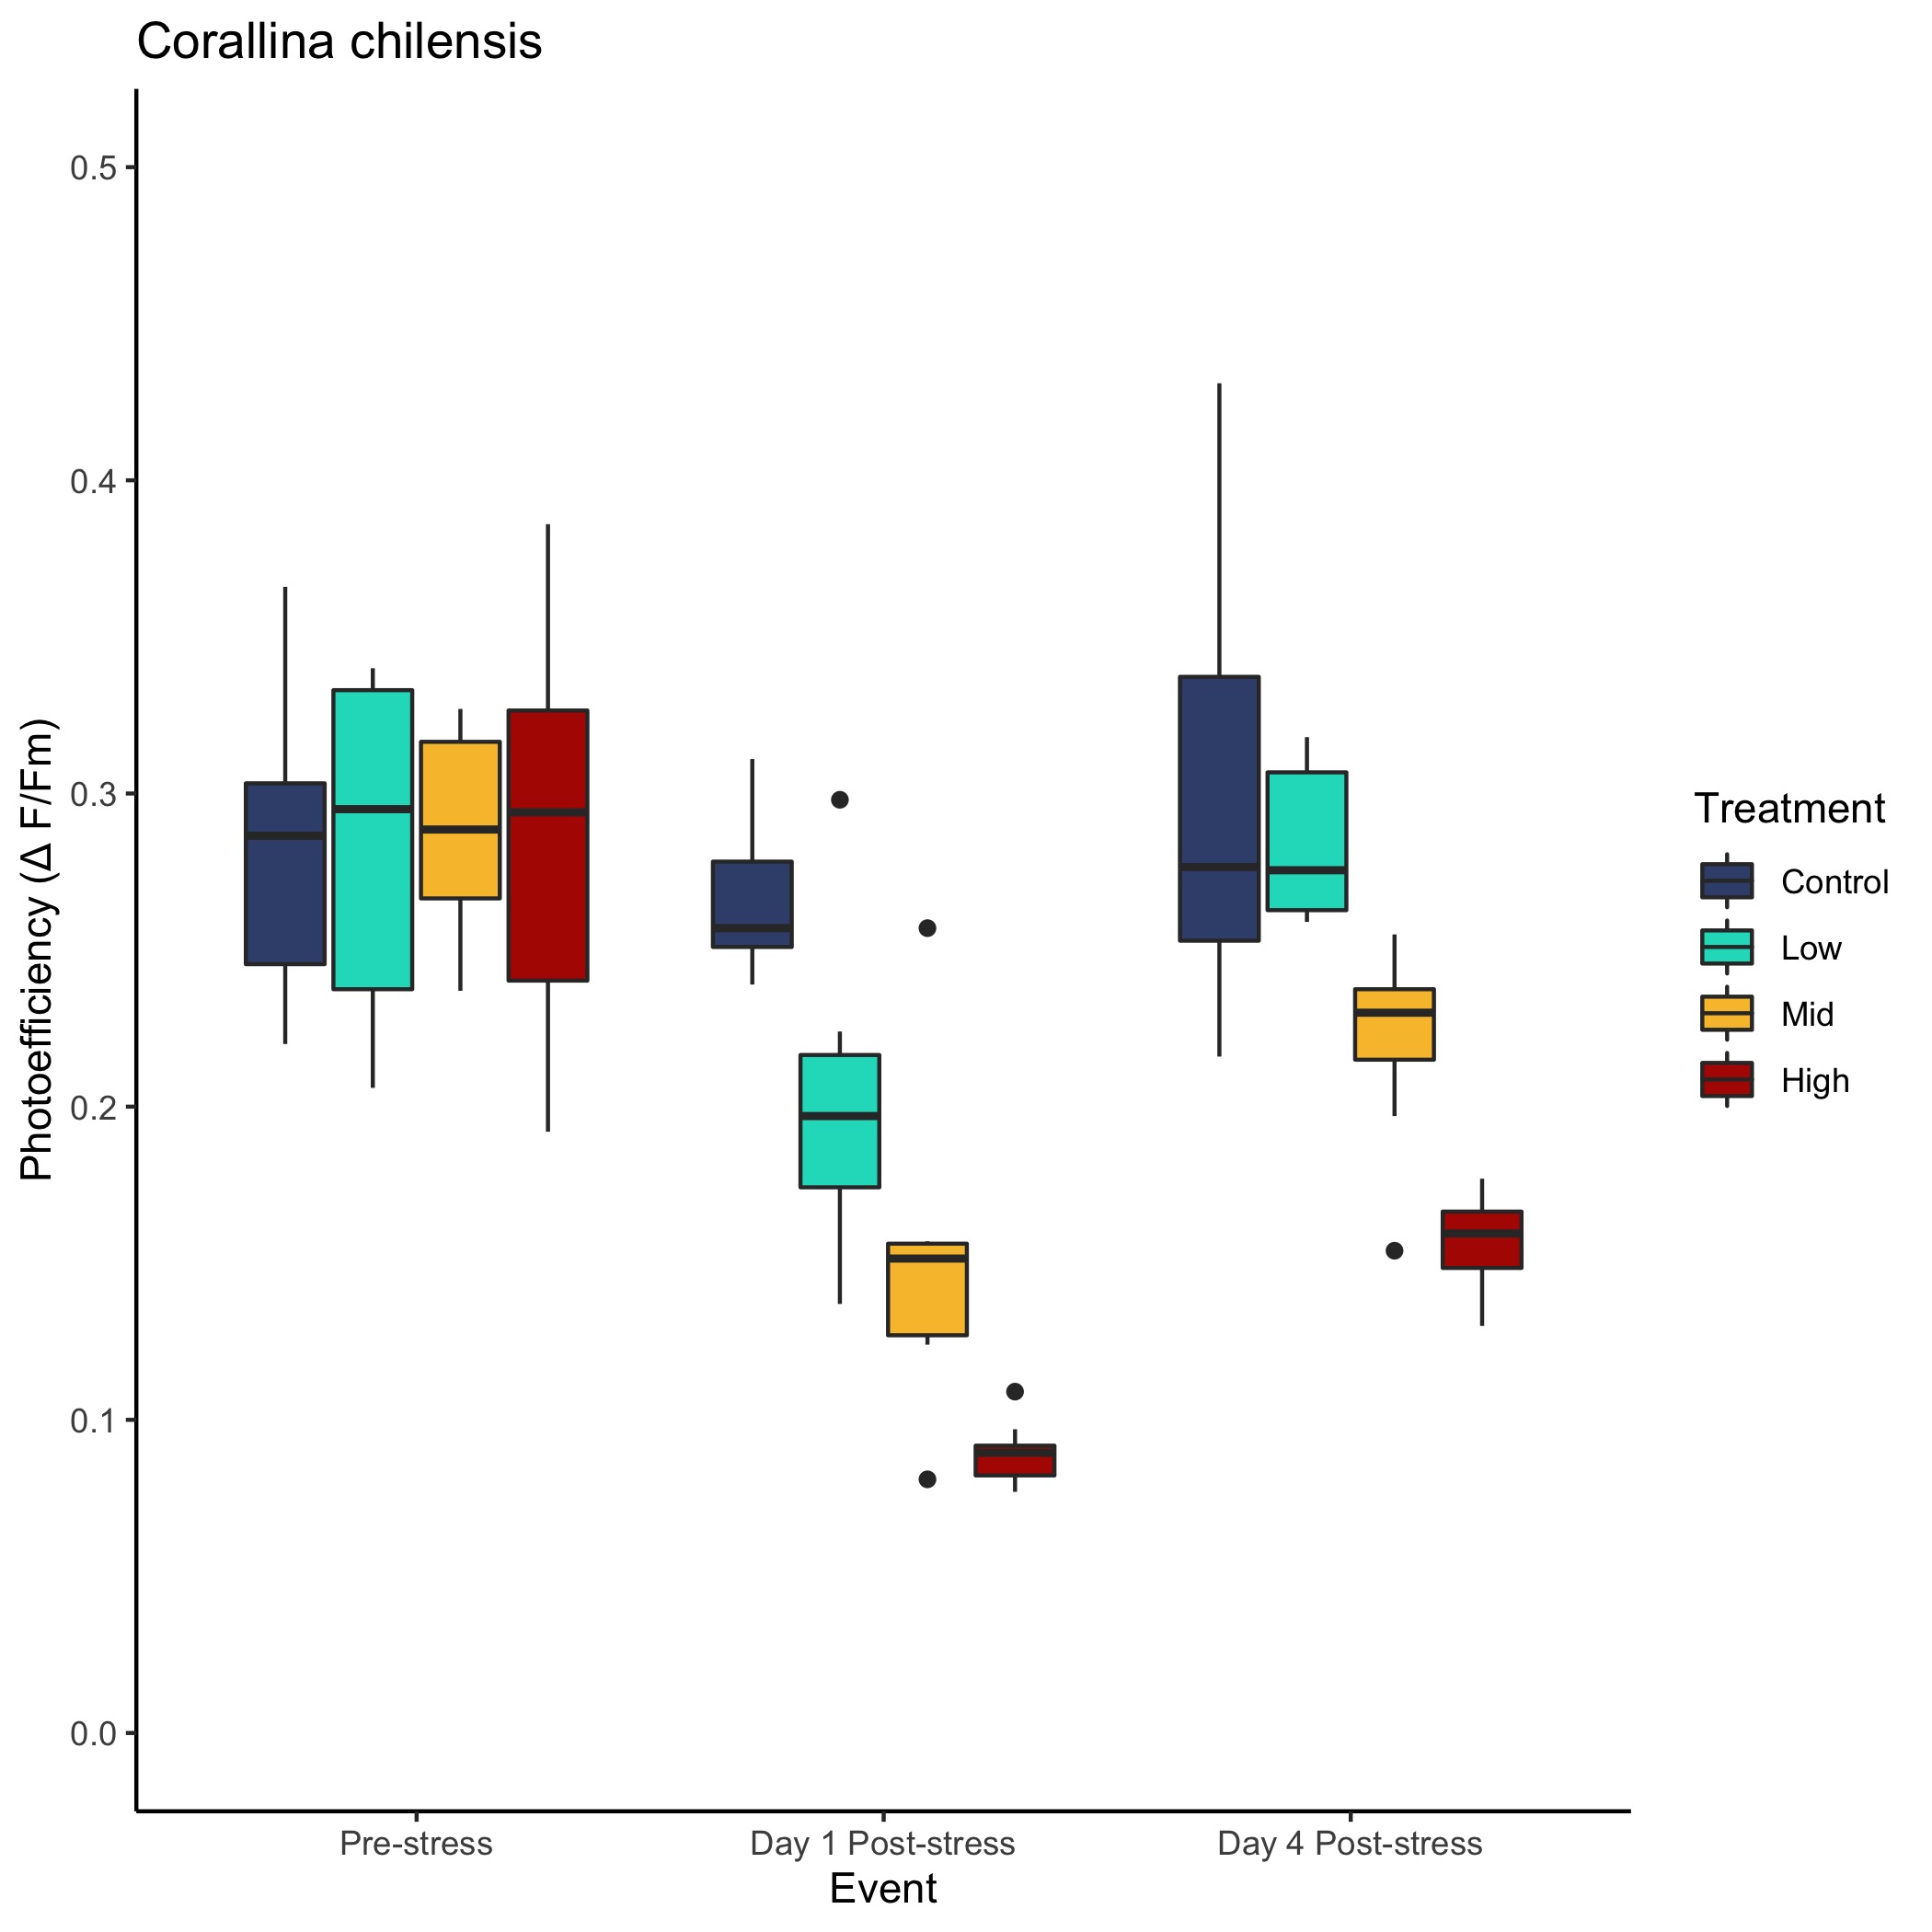 Corallina chilensis
Photoefficiency (Δ F/Fm)
0.5
0.4
0.3
0.2
0.1
0.0
Pre-stress
Day 1 Post-stress
Day 4 Post-stress
Event
Treatment
Control
Low
Mid
High